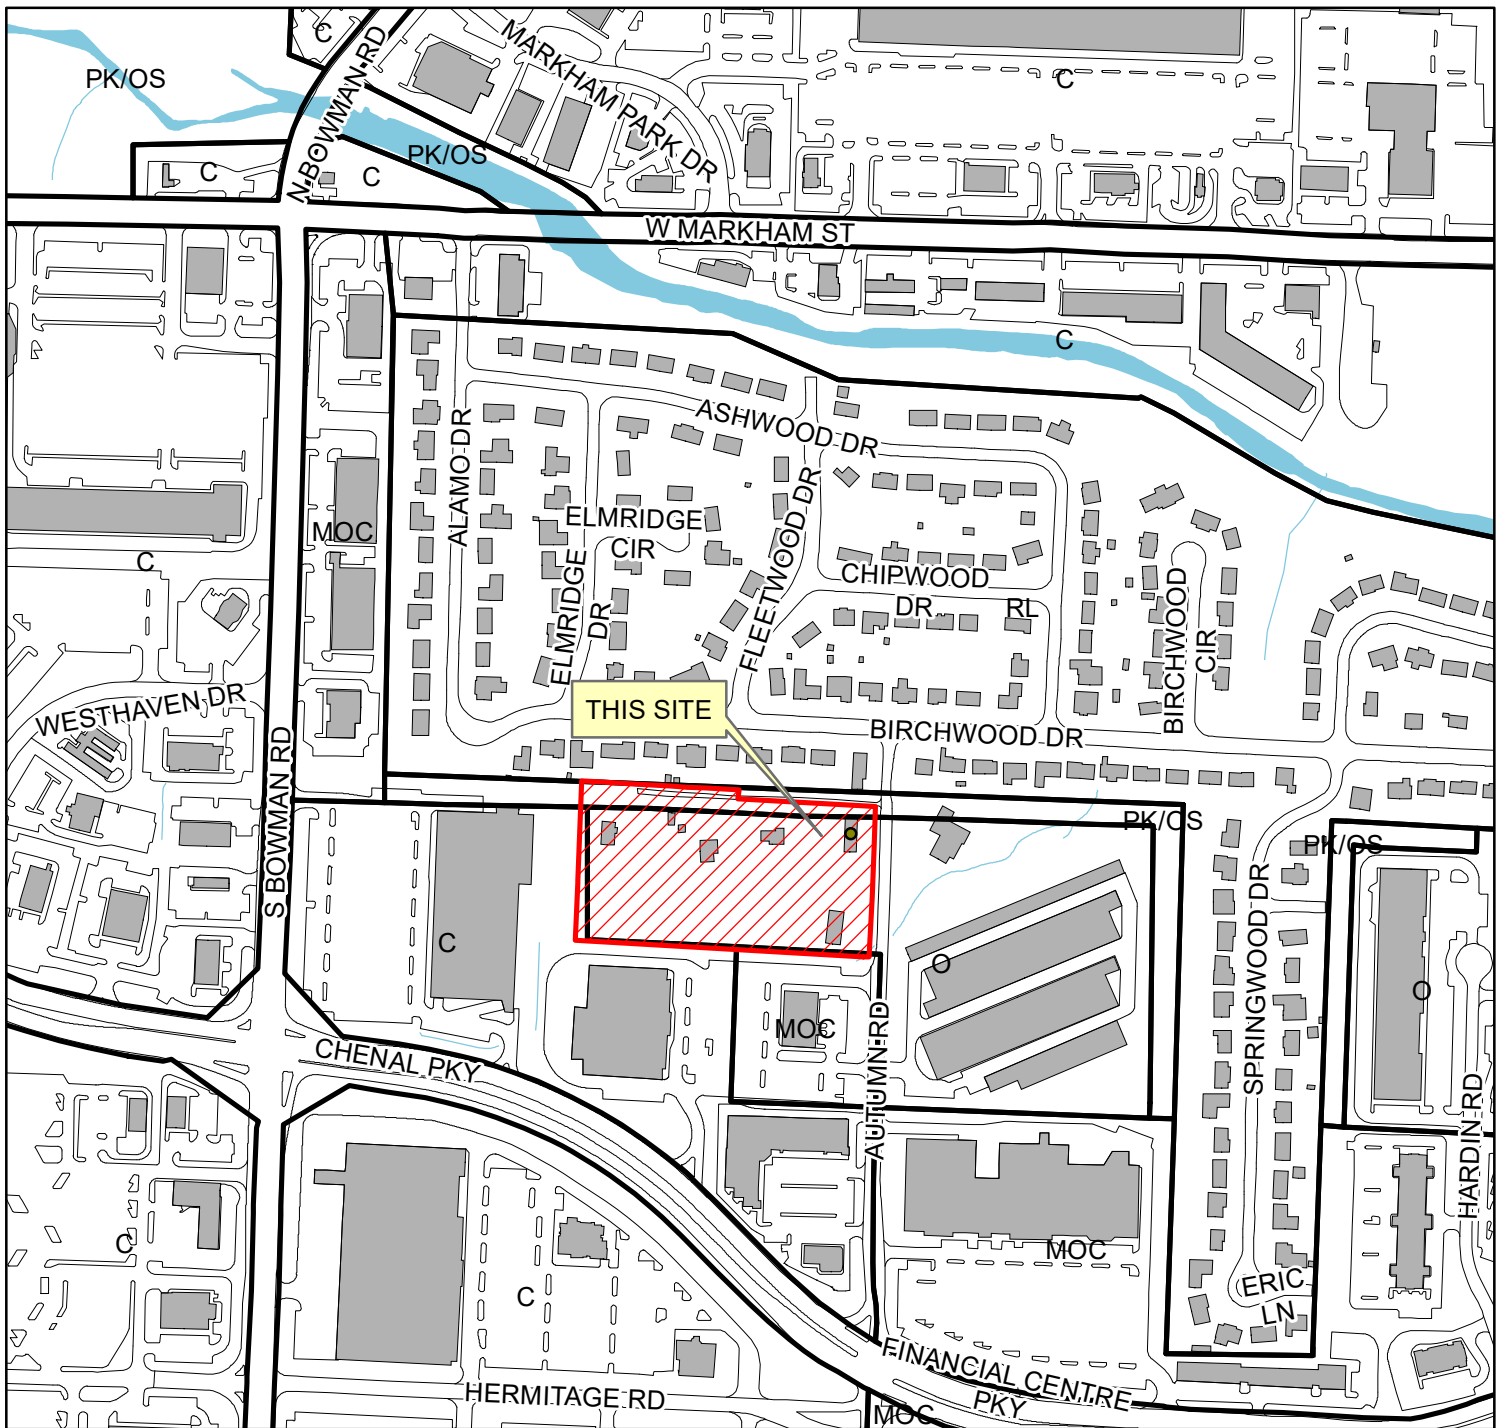 C
PK/OS
N BOWMAN RD
MARKHAM PARK DR
C
PK/OS
C
C
W MARKHAM ST
C
ALAMO DR
ASHWOOD DR
ELMRIDGE
CIR
MOC
C
FLEETWOOD DR
ELMRIDGE
DR
CHIPWOOD
DR
RL
BIRCHWOOD
CIR
WESTHAVEN DR
THIS SITE
BIRCHWOOD DR
S BOWMAN RD
PK/OS
PK/OS
SPRINGWOOD DR
C
O
O
MOC
AUTUMN RD
CHENAL PKY
HARDIN RD
C
MOC
C
ERIC
LN
FINANCIAL CENTRE
PKY
HERMITAGE RD
MOC